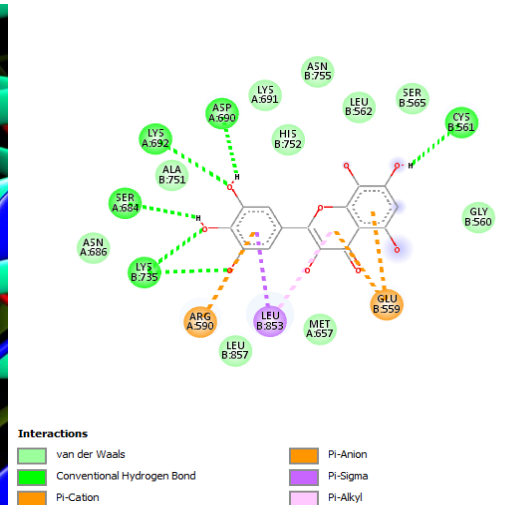 ASN
B:755
LYS
A:691
SER
B:565
LEU
B:562
ASP
A:690
CYS
B:561
LYS
A:692
HIS
B:752
ALA
B:751
SER
A:684
GLY
B:560
ASN
A:686
LYS
B:735
GLU
B:559
ARG
A:590
LEU
B:853
MET
A:657
LEU
B:857
H
H
H
O
O
O
O
O
O
O
O
O
Interactions
van der Waals
Conventional Hydrogen Bond
Pi-Cation
Pi-Anion
Pi-Sigma
Pi-Alkyl